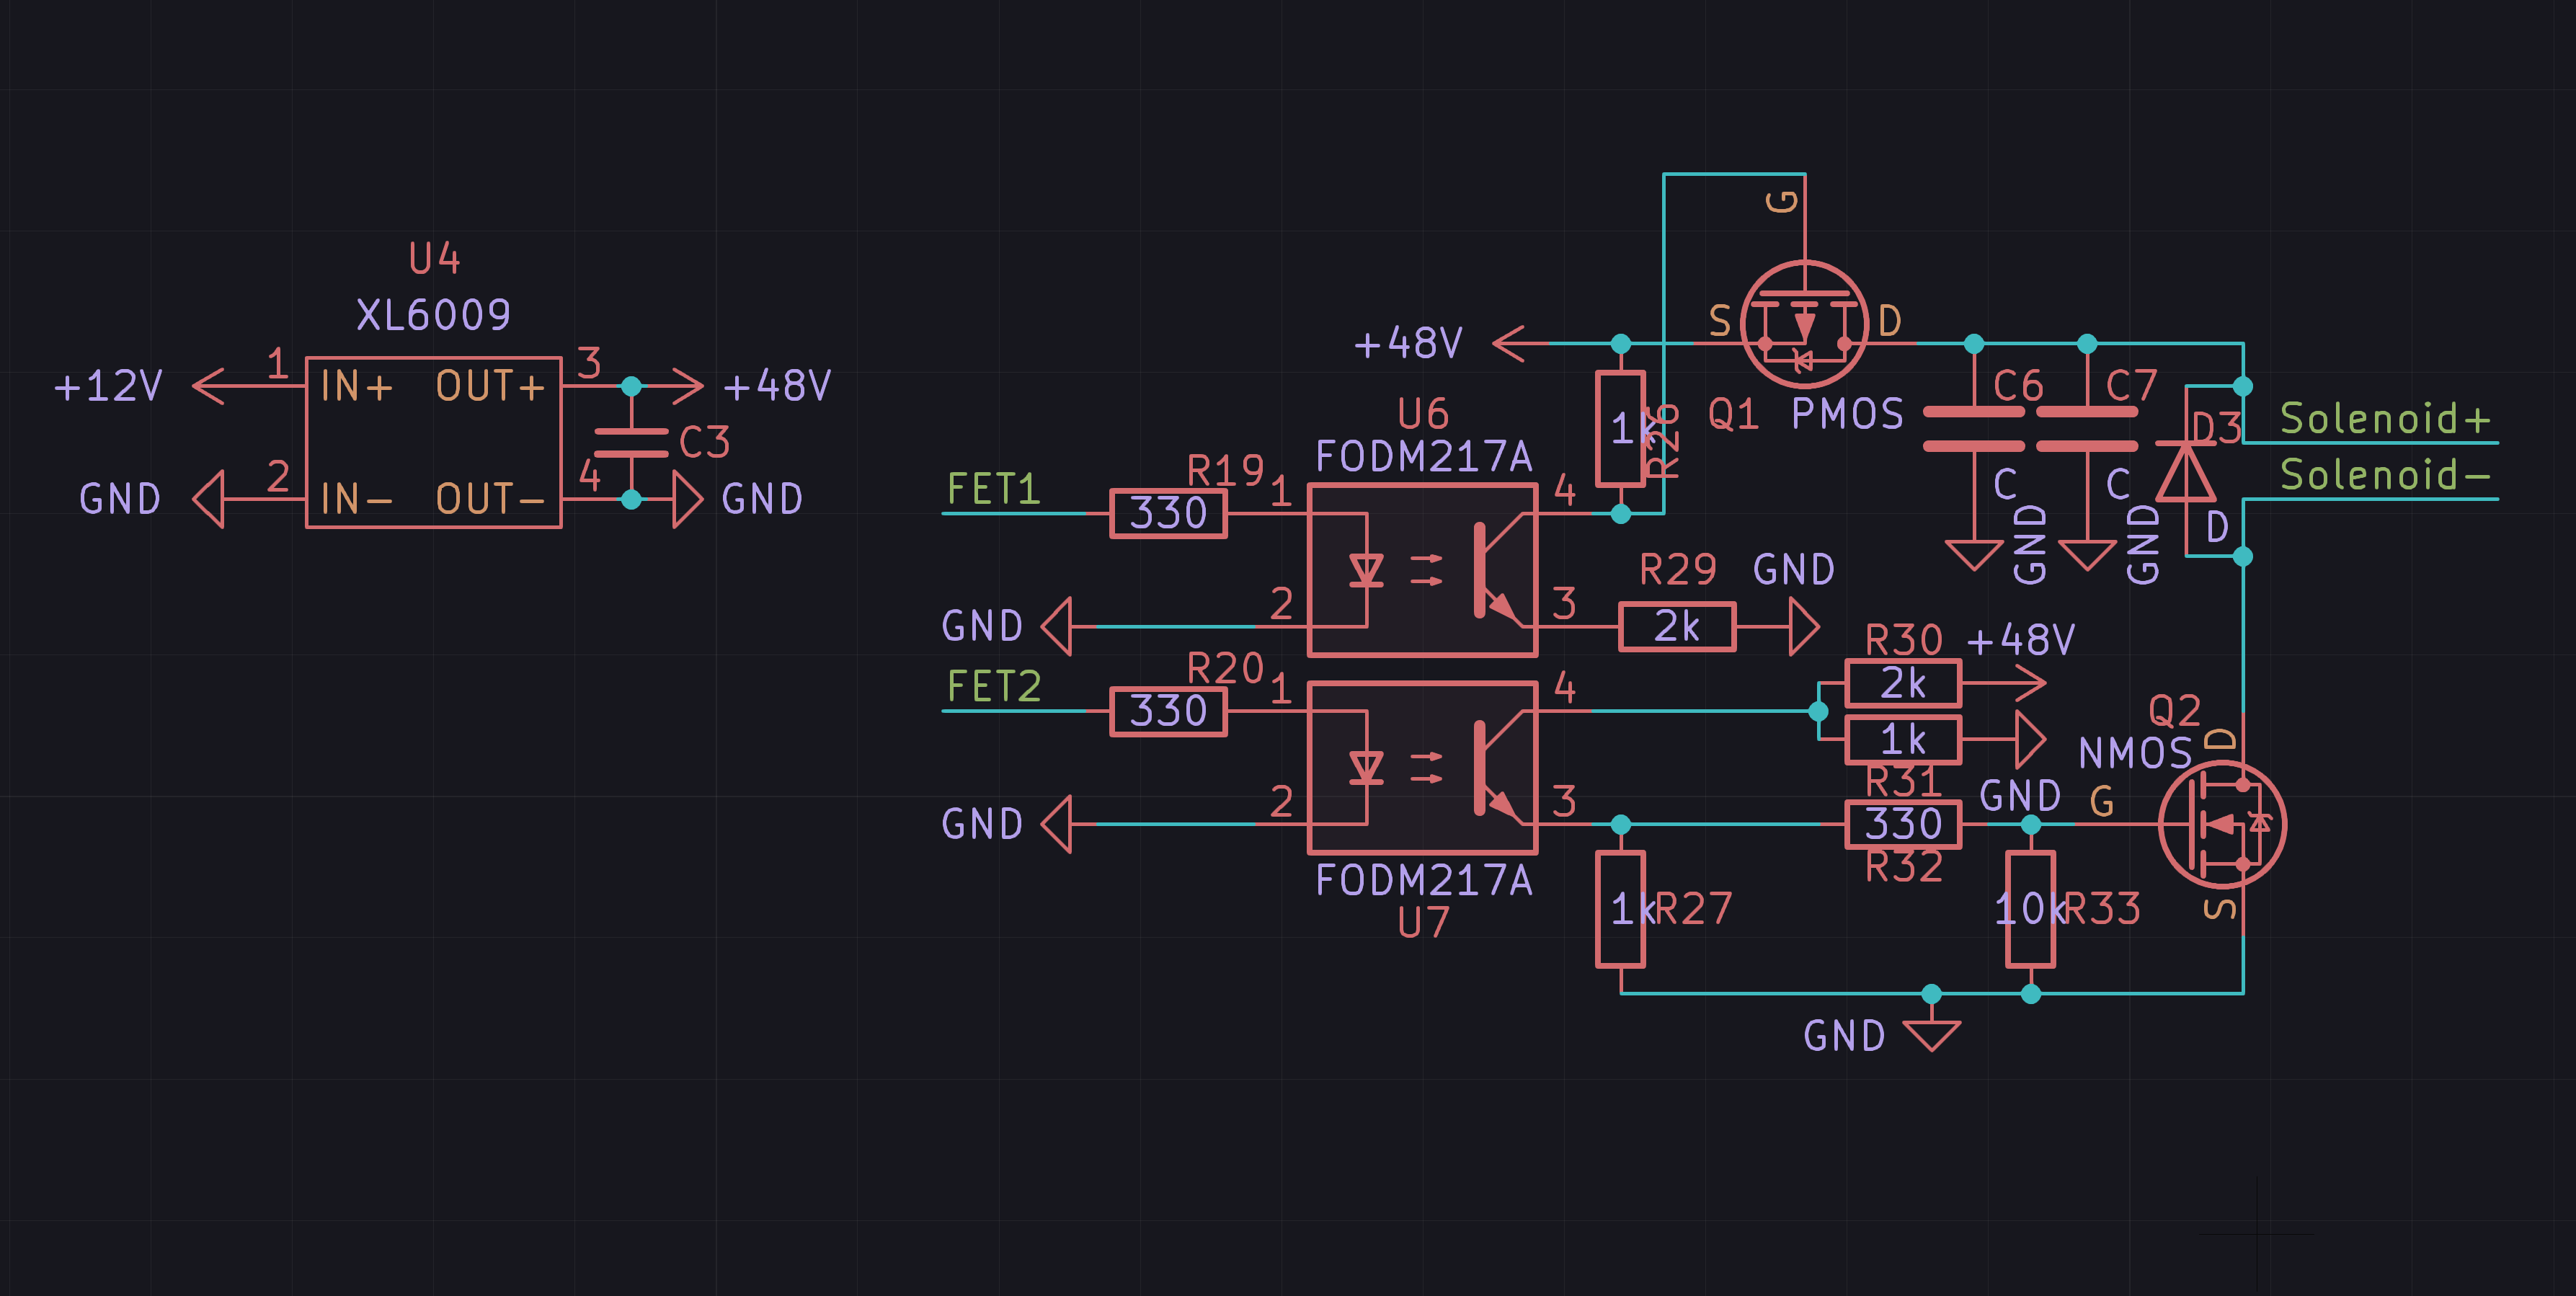 U4
XL6009
+12V
1
IN+
OUT+
3
+48V
C3
GND
2
IN-
OUT-
4
GND
G
+48V
S
D
Q1
PMOS
R26
1k
C6
C
GND
C7
C
GND
D3
D
Solenoid+
Solenoid-
U6
FODM217A
FET1
R19
330
1
4
GND
2
3
R29
2k
GND
FET2
R20
330
1
4
R30
2k
+48V
1k
R31
GND
GND
2
3
330
R32
FODM217A
U7
1k
R27
10k
R33
Q2
NMOS
D
G
S
GND